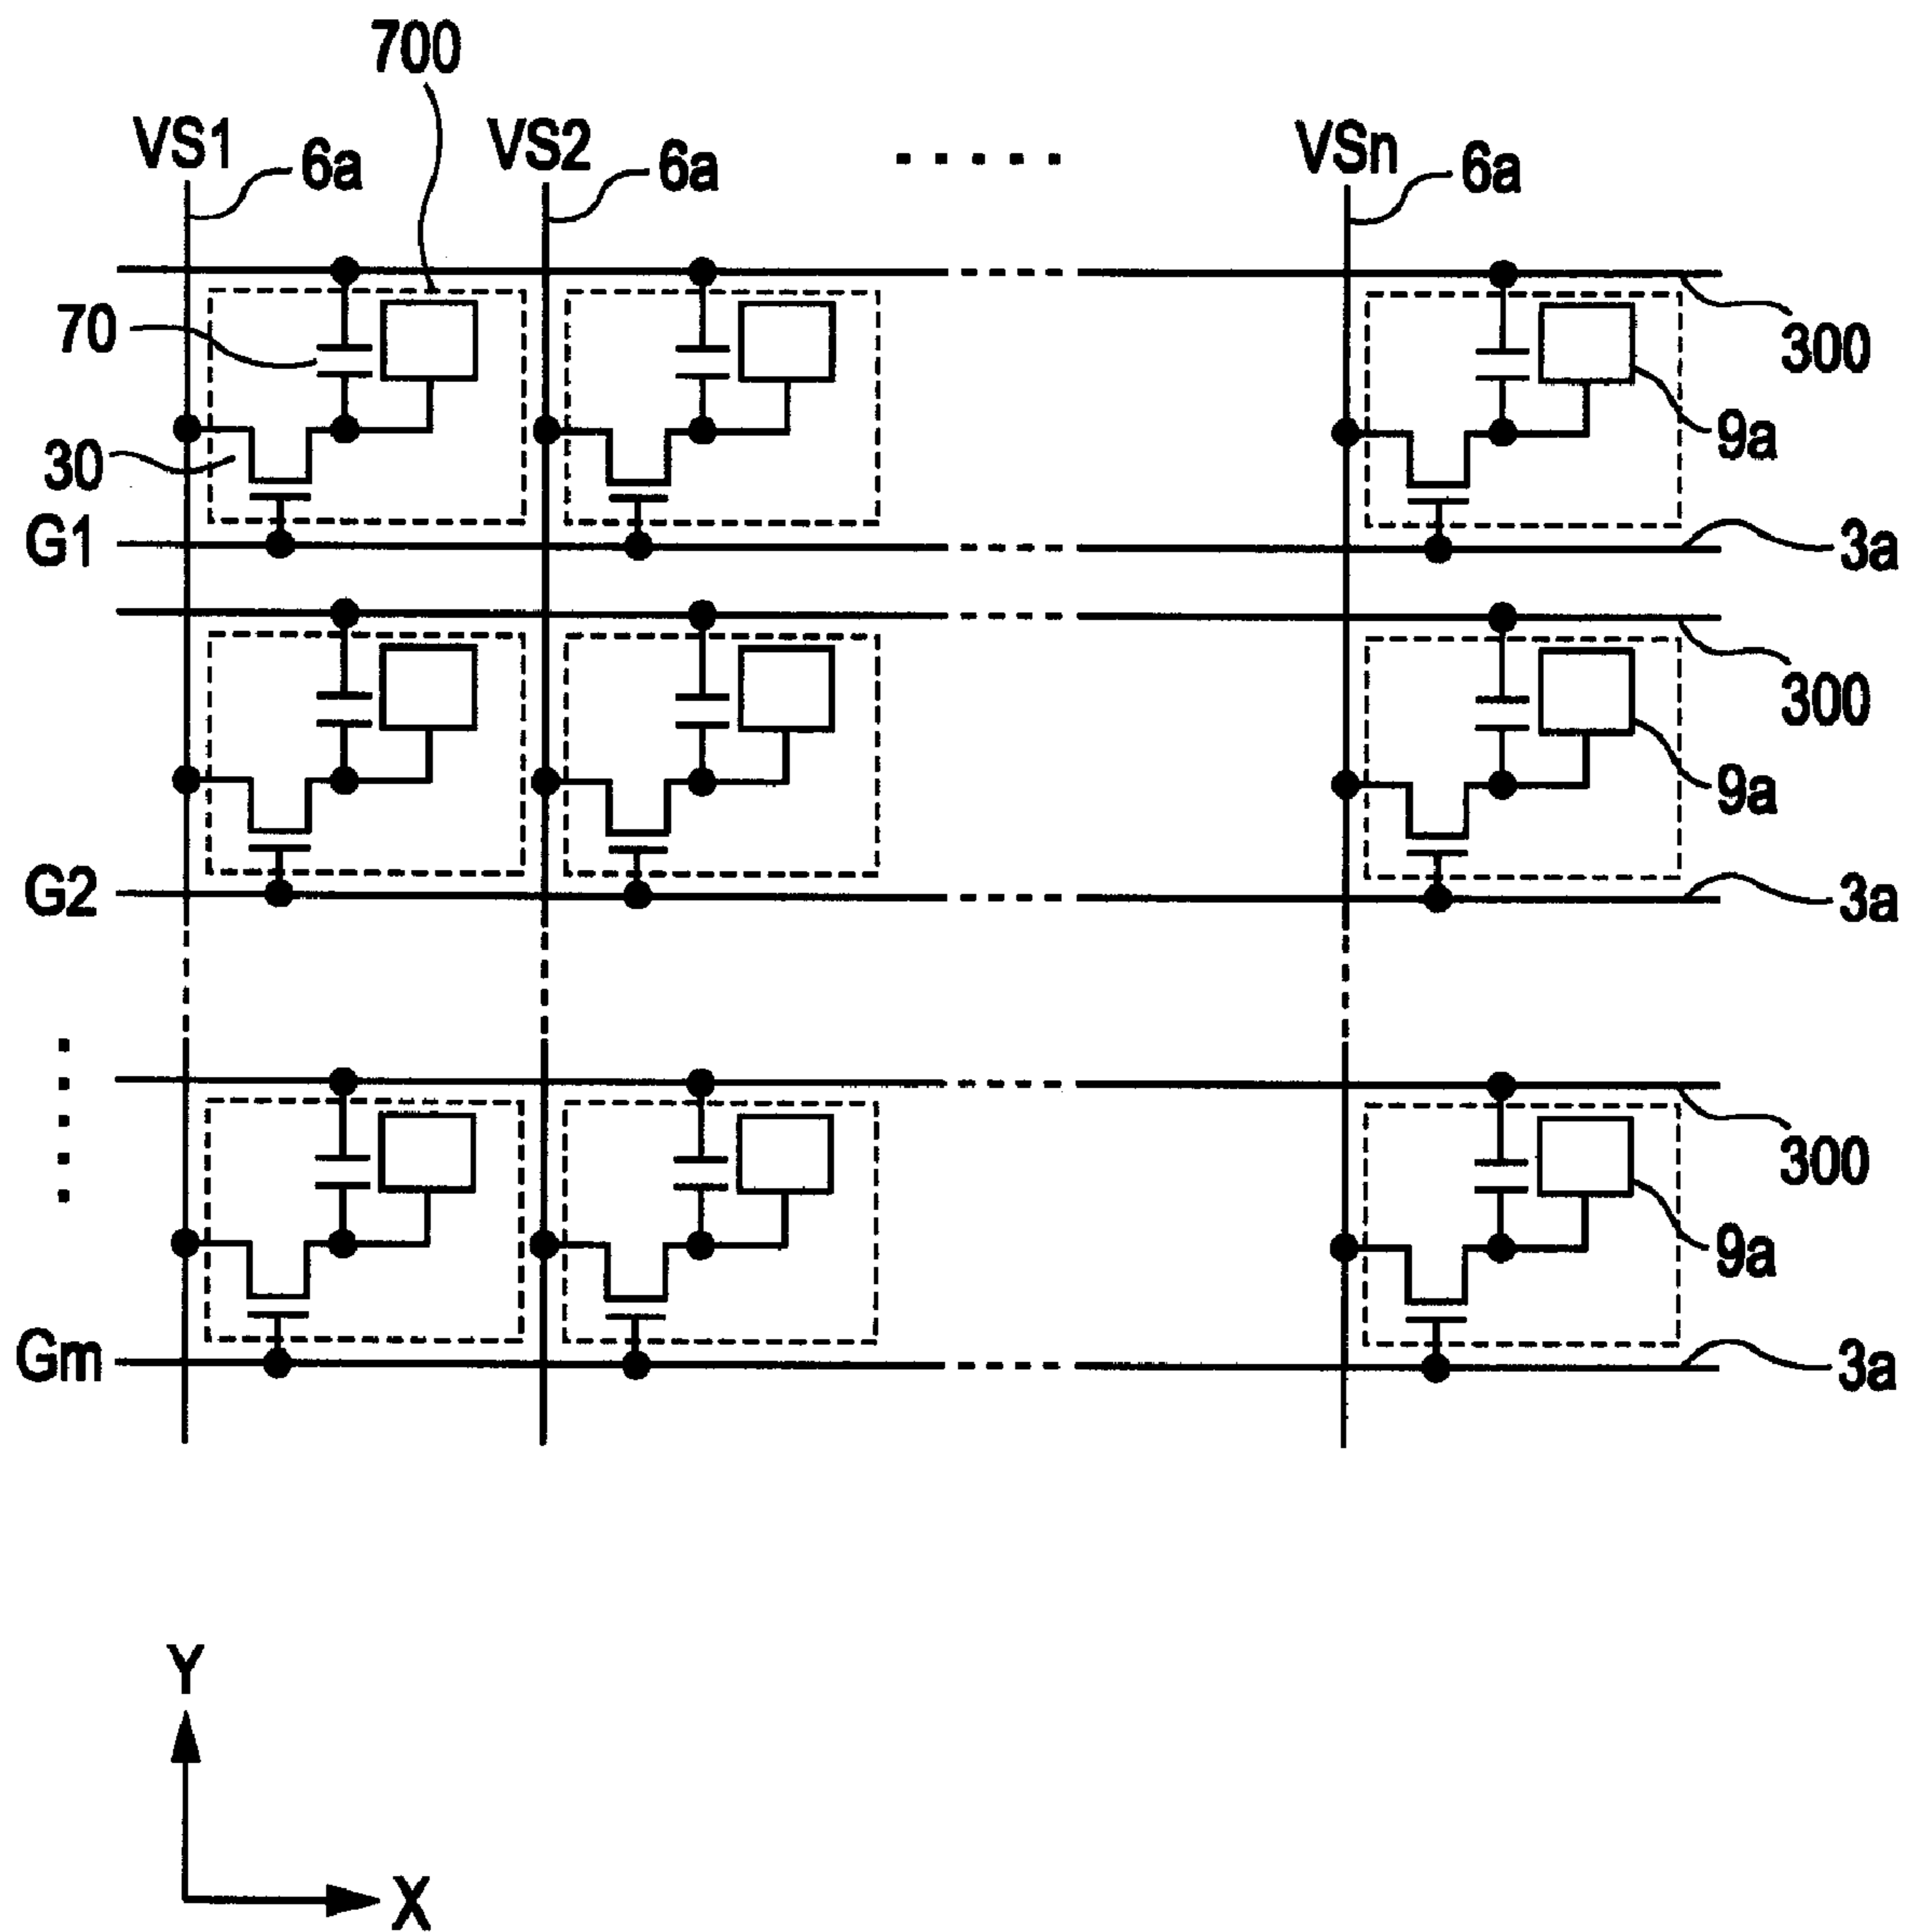 700
VS1 6a VS2 6a ..... VSn 6a
70 300
30 9a
G1 3a
300
9a
G2 3a
300
9a
Gm 3a
Y
X